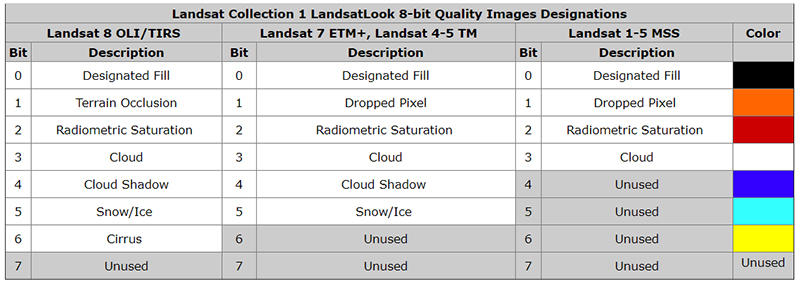 Landsat Collection 1 LandsatLook 8-bit Quality Images Designations
Landsat 8 OLI/TIRS Landsat 7 ETM+, Landsat 4-5 TM Landsat 1-5 MSS Color
Bit Description Bit Description Bit Description
0 Designated Fill 0 Designated Fill 0 Designated Fill
1 Terrain Occlusion 1 Dropped Pixel 1 Dropped Pixel
2 Radiometric Saturation 2 Radiometric Saturation 2 Radiometric Saturation
3 Cloud 3 Cloud 3 Cloud
4 Cloud Shadow 4 Cloud Shadow 4 Unused
5 Snow/Ice 5 Snow/Ice 5 Unused
6 Cirrus 6 Unused 6 Unused
7 Unused 7 Unused 7 Unused Unused